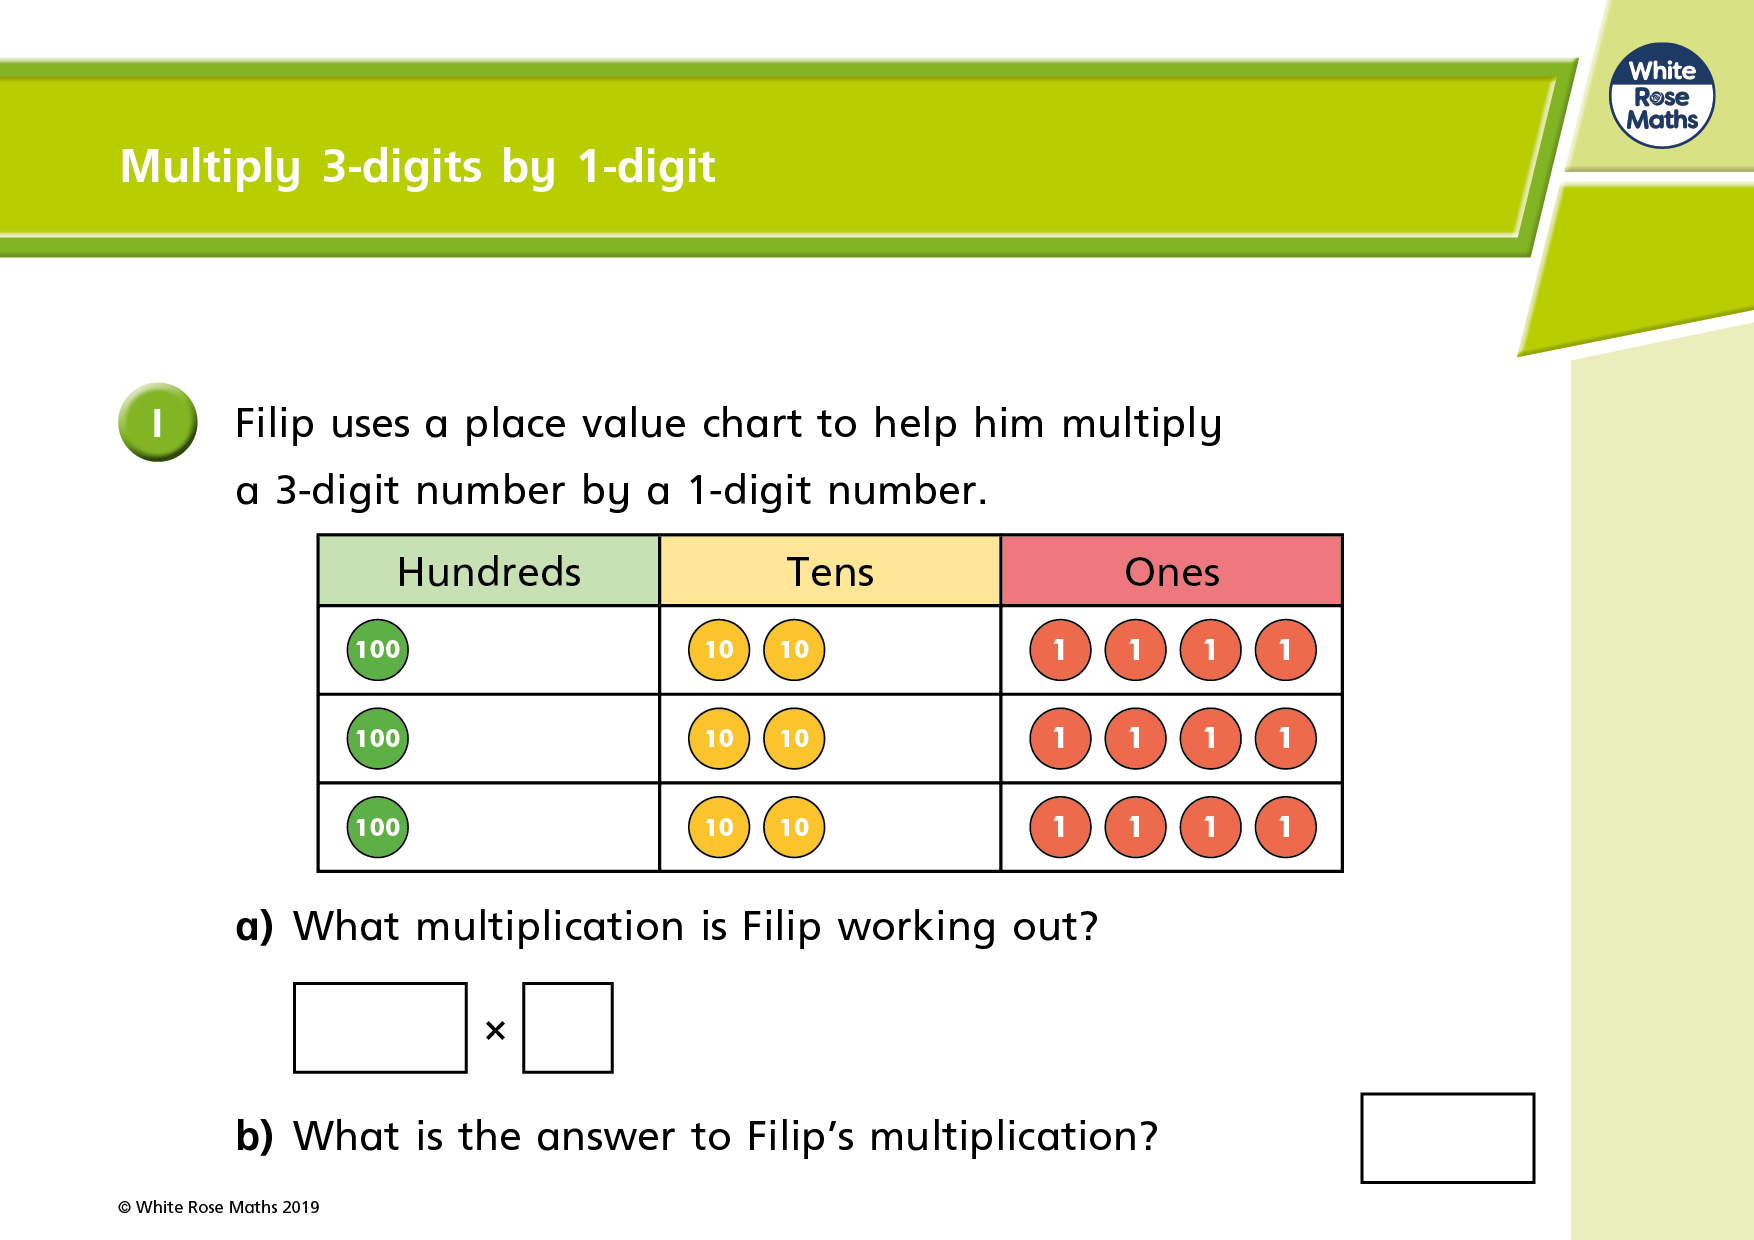 White
Rose
Maths
Multiply 3-digits by 1-digit
1 Filip uses a place value chart to help him multiply
a 3-digit number by a 1-digit number.
Hundreds Tens Ones
100 10 10 1 1 1 1
100 10 10 1 1 1 1
100 10 10 1 1 1 1
a) What multiplication is Filip working out?
×
b) What is the answer to Filip’s multiplication?
© White Rose Maths 2019